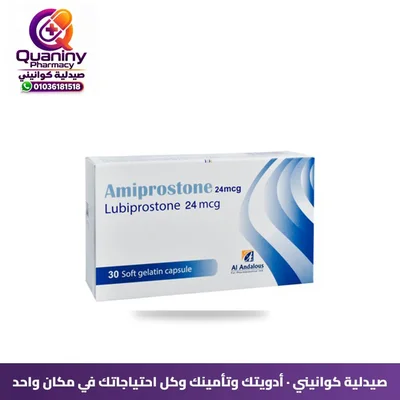 Quaniny
Pharmacy
صيدلية كوانيني
01036181518
Amiprostone 24mcg
Lubiprostone 24 mcg
30 Soft gelatin capsule
Al Andalous
صيدلية كوانيني - أدويتك وتأمينك وكل احتياجاتك في مكان واحد